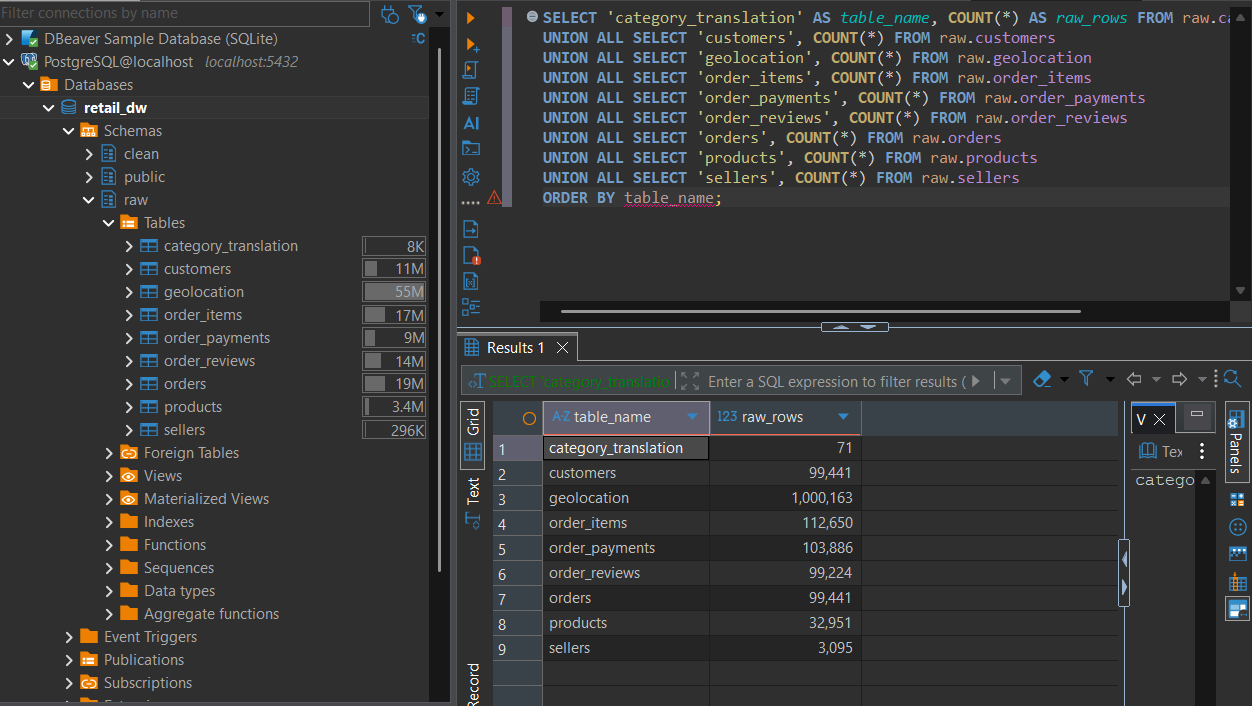 Filter connections by name
DBeaver Sample Database (SQLite)
PostgreSQL@localhost localhost:5432
Databases
retail_dw
Schemas
clean
public
raw
Tables
category_translation 8K
customers 11M
geolocation 55M
order_items 17M
order_payments 9M
order_reviews 14M
orders 19M
products 3.4M
sellers 296K
Foreign Tables
Views
Materialized Views
Indexes
Functions
Sequences
Data types
Aggregate functions
Event Triggers
Publications
Subscriptions
AI
SELECT 'category_translation' AS table_name, COUNT(*) AS raw_rows FROM raw.ca
UNION ALL SELECT 'customers', COUNT(*) FROM raw.customers
UNION ALL SELECT 'geolocation', COUNT(*) FROM raw.geolocation
UNION ALL SELECT 'order_items', COUNT(*) FROM raw.order_items
UNION ALL SELECT 'order_payments', COUNT(*) FROM raw.order_payments
UNION ALL SELECT 'order_reviews', COUNT(*) FROM raw.order_reviews
UNION ALL SELECT 'orders', COUNT(*) FROM raw.orders
UNION ALL SELECT 'products', COUNT(*) FROM raw.products
UNION ALL SELECT 'sellers', COUNT(*) FROM raw.sellers
ORDER BY table_name;
Results 1
SELECT 'category_translatio Enter a SQL expression to filter results (
Grid
Text
Record
A-Z table_name 123 raw_rows
1 category_translation 71
2 customers 99,441
3 geolocation 1,000,163
4 order_items 112,650
5 order_payments 103,886
6 order_reviews 99,224
7 orders 99,441
8 products 32,951
9 sellers 3,095
V
Tex
catego
Panels